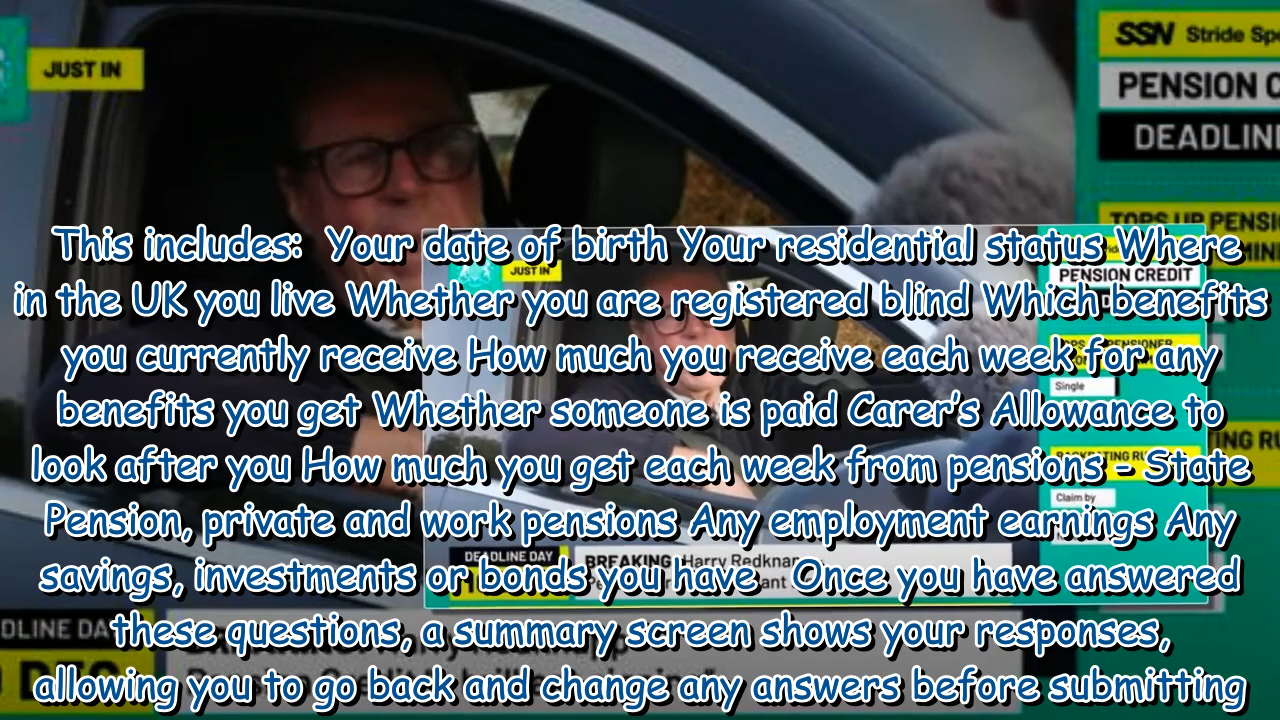 JUST IN
SSN Stride
PENSION
DEADLINE
TOPS UP
This includes: Your date of birth Your residential status Where
in the UK you live Whether you are registered blind Which benefits
you currently receive How much you receive each week for any
benefits you get Whether someone is paid Carer's Allowance to
look after you How much you get each week from pensions – State
Pension, private and work pensions Any employment earnings Any
savings, investments or bonds you have Once you have answered
these questions, a summary screen shows your responses,
allowing you to go back and change any answers before submitting
JUST IN
PENSION CREDIT
Single
Claim by
DEADLINE DAY
BREAKING: Harry